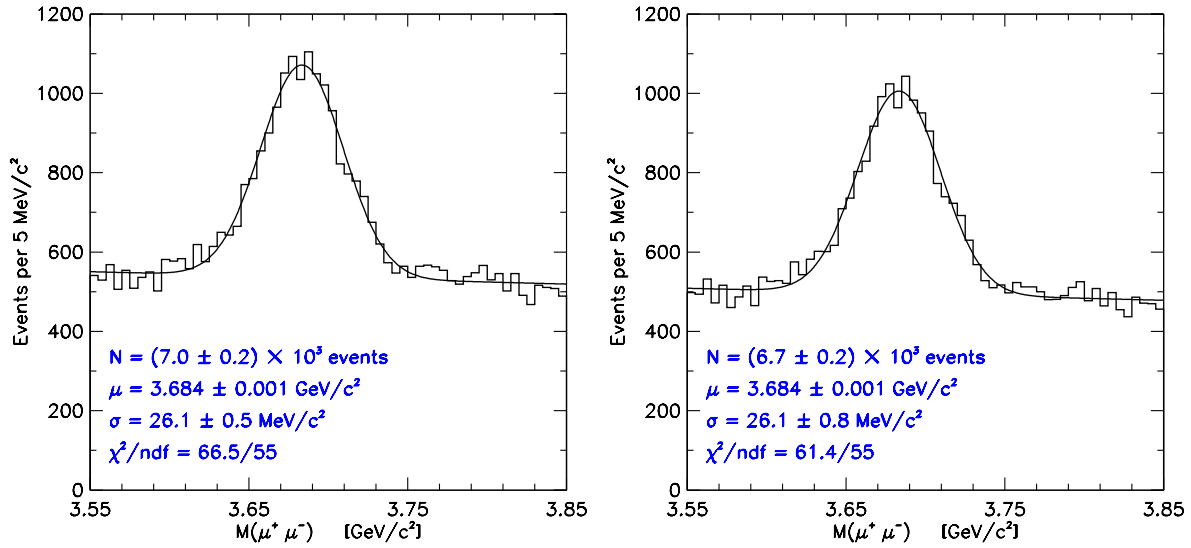 1200
1000
800
600
400
200
0
Events per 5 MeV/c²
N = (7.0 ± 0.2) × 10³ events
μ = 3.684 ± 0.001 GeV/c²
σ = 26.1 ± 0.5 MeV/c²
χ²/ndf = 66.5/55
3.55 3.65 3.75 3.85
M(μ⁺ μ⁻) [GeV/c²]
1200
1000
800
600
400
200
0
Events per 5 MeV/c²
N = (6.7 ± 0.2) × 10³ events
μ = 3.684 ± 0.001 GeV/c²
σ = 26.1 ± 0.8 MeV/c²
χ²/ndf = 61.4/55
3.55 3.65 3.75 3.85
M(μ⁺ μ⁻) [GeV/c²]